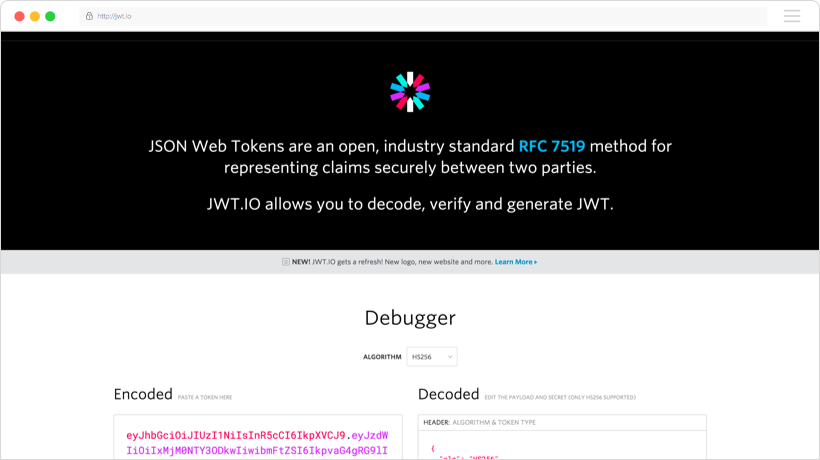 http://jwt.io
JSON Web Tokens are an open, industry standard RFC 7519 method for
representing claims securely between two parties.
JWT.IO allows you to decode, verify and generate JWT.
NEW! JWT.IO gets a refresh! New logo, new website and more. Learn More
Debugger
ALGORITHM HS256
Encoded PASTE A TOKEN HERE
Decoded EDIT THE PAYLOAD AND SECRET (ONLY HS256 SUPPORTED)
eyJhbGciOiJIUzI1NiIsInR5cCI6IkpXVCJ9.eyJzdW
IiOiIxMjM0NTY3ODkwIiwibmFtZSI6IkpvaG4gRG9lI
HEADER: ALGORITHM & TOKEN TYPE
{